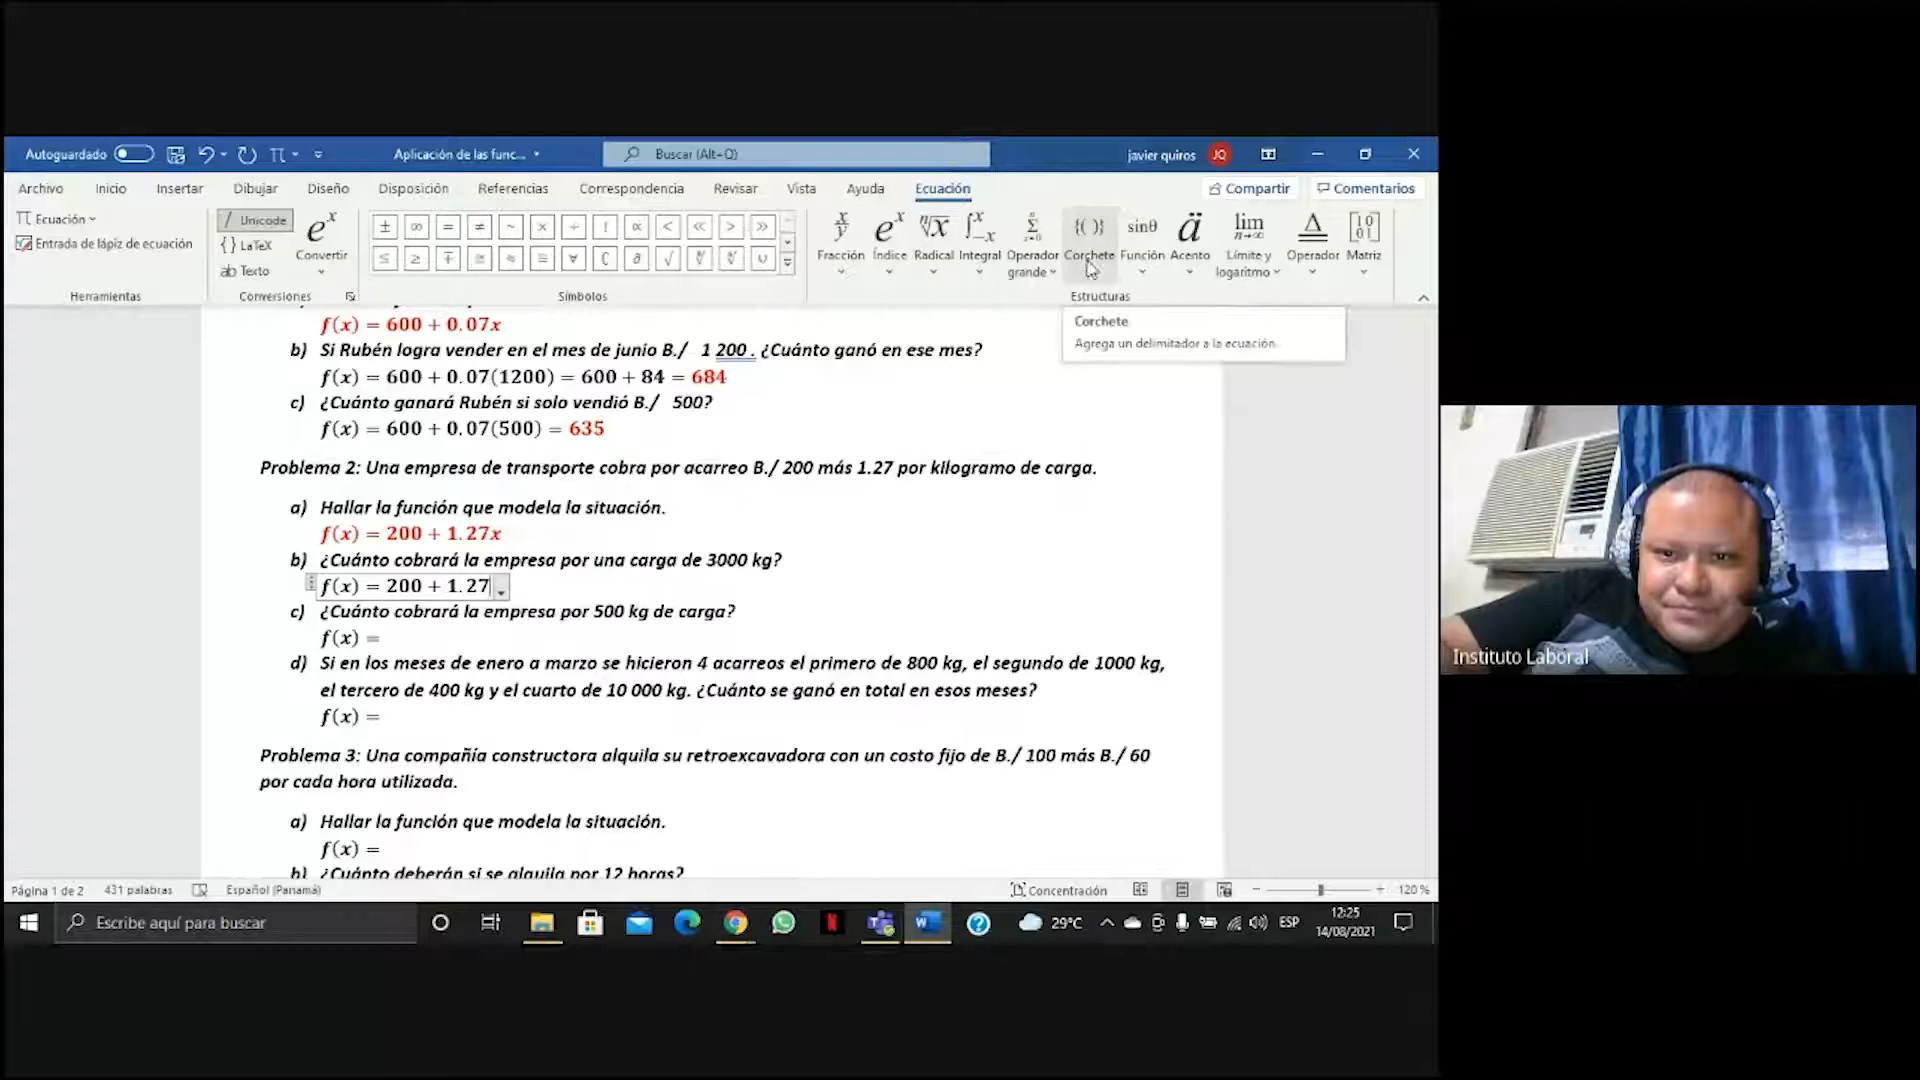 Autoguardado
Aplicación de las func...
Buscar (Alt+Q)
javier quiros
JQ
Archivo Inicio Insertar Dibujar Diseño Disposición Referencias Correspondencia Revisar Vista Ayuda Ecuación
Compartir
Comentarios
Ecuación
Entrada de lápiz de ecuación
Herramientas
Unicode
LaTeX
ab Texto
Convertir
Conversiones
Símbolos
Fracción Índice Radical Integral Operador grande Corchete Función Acento Límite y logaritmo Operador Matriz
Estructuras
Corchete
Agrega un delimitador a la ecuación.
f(x) = 600 + 0.07x
b) Si Rubén logra vender en el mes de junio B./ 1 200 . ¿Cuánto ganó en ese mes?
f(x) = 600 + 0.07(1200) = 600 + 84 = 684
c) ¿Cuánto ganará Rubén si solo vendió B./ 500?
f(x) = 600 + 0.07(500) = 635
Problema 2: Una empresa de transporte cobra por acarreo B./ 200 más 1.27 por kilogramo de carga.
a) Hallar la función que modela la situación.
f(x) = 200 + 1.27x
b) ¿Cuánto cobrará la empresa por una carga de 3000 kg?
f(x) = 200 + 1.27
c) ¿Cuánto cobrará la empresa por 500 kg de carga?
f(x) =
d) Si en los meses de enero a marzo se hicieron 4 acarreos el primero de 800 kg, el segundo de 1000 kg,
el tercero de 400 kg y el cuarto de 10 000 kg. ¿Cuánto se ganó en total en esos meses?
f(x) =
Problema 3: Una compañía constructora alquila su retroexcavadora con un costo fijo de B./ 100 más B./ 60
por cada hora utilizada.
a) Hallar la función que modela la situación.
f(x) =
b) ¿Cuánto deberán si se alquila por 12 horas?
Página 1 de 2 431 palabras Español (Panamá)
Concentración
120 %
Escribe aquí para buscar
29°C
ESP
12:25
14/08/2021
Instituto Laboral